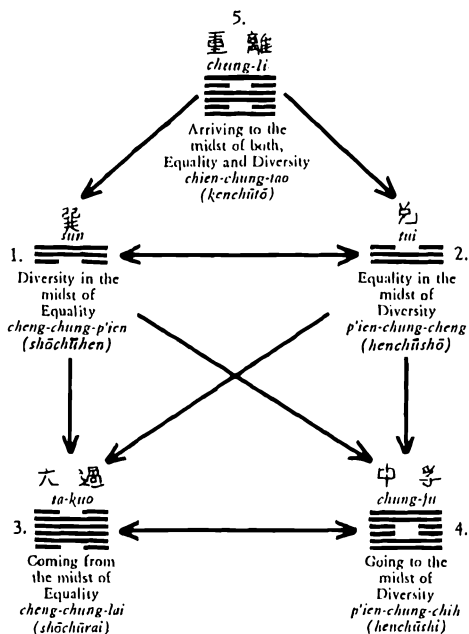 5.
重離
chung-li
Arriving to the
midst of both,
Equality and Diversity
chien-chung-tao
(kenchūtō)
巽
sun
1.
Diversity in the
midst of
Equality
cheng-chung-p'ien
(shōchūhen)
兌
tui
2.
Equality in the
midst of
Diversity
p'ien-chung-cheng
(henchūshō)
大過
ta-kuo
3.
Coming from
the midst of
Equality
cheng-chung-lai
(shōchūrai)
中孚
chung-fu
4.
Going to the
midst of
Diversity
p'ien-chung-chih
(henchūshi)